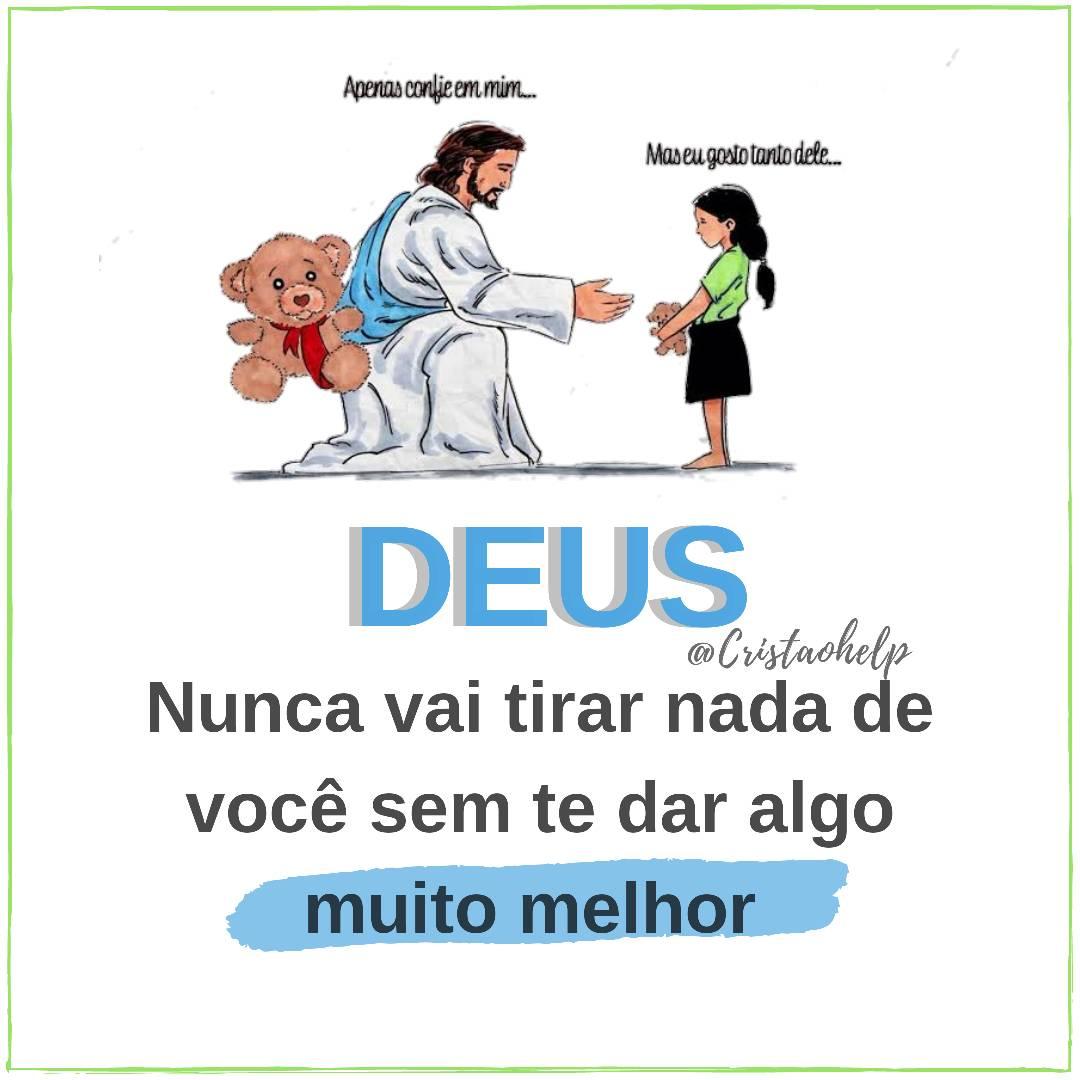 Apenas confie em mim...
Mas eu gosto tanto dele...
DEUS
@Cristaohelp
Nunca vai tirar nada de
você sem te dar algo
muito melhor